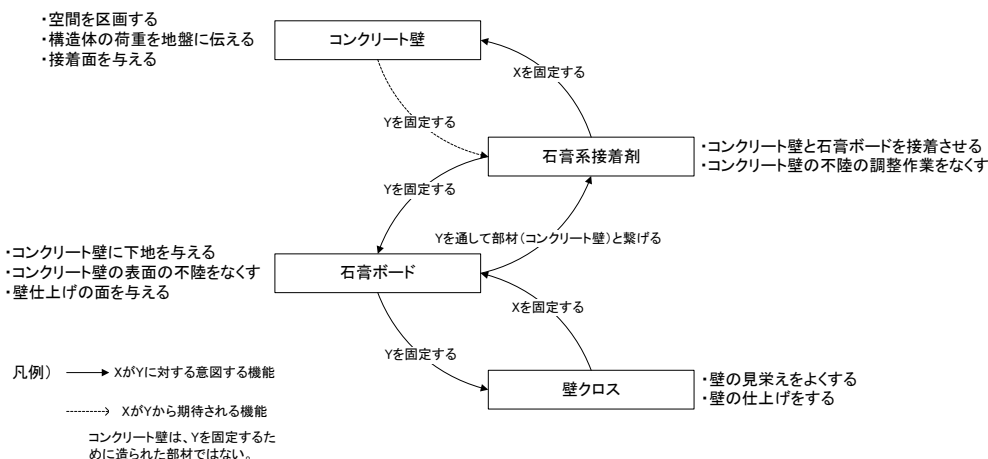 ・空間を区画する
・構造体の荷重を地盤に伝える
・接着面を与える
コンクリート壁
Xを固定する
Yを固定する
石膏系接着剤
・コンクリート壁と石膏ボードを接着させる
・コンクリート壁の不陸の調整作業をなくす
Yを固定する
Yを通して部材(コンクリート壁)と繋げる
・コンクリート壁に下地を与える
・コンクリート壁の表面の不陸をなくす
・壁仕上げの面を与える
石膏ボード
Xを固定する
Yを固定する
壁クロス
・壁の見栄えをよくする
・壁の仕上げをする
凡例)
XがYに対する意図する機能
XがYから期待される機能
コンクリート壁は、Yを固定するた
めに造られた部材ではない。